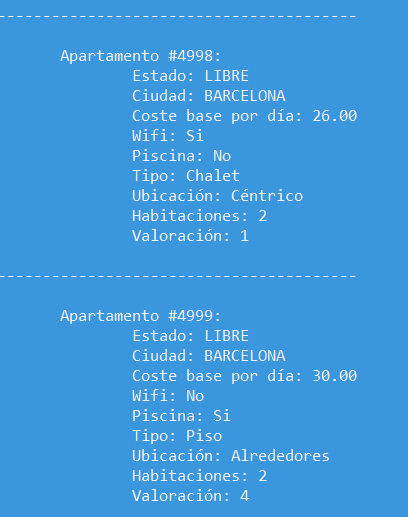 ----------------------------------------
Apartamento #4998:
Estado: LIBRE
Ciudad: BARCELONA
Coste base por día: 26.00
Wifi: Si
Piscina: No
Tipo: Chalet
Ubicación: Céntrico
Habitaciones: 2
Valoración: 1
----------------------------------------
Apartamento #4999:
Estado: LIBRE
Ciudad: BARCELONA
Coste base por día: 30.00
Wifi: No
Piscina: Si
Tipo: Piso
Ubicación: Alrededores
Habitaciones: 2
Valoración: 4